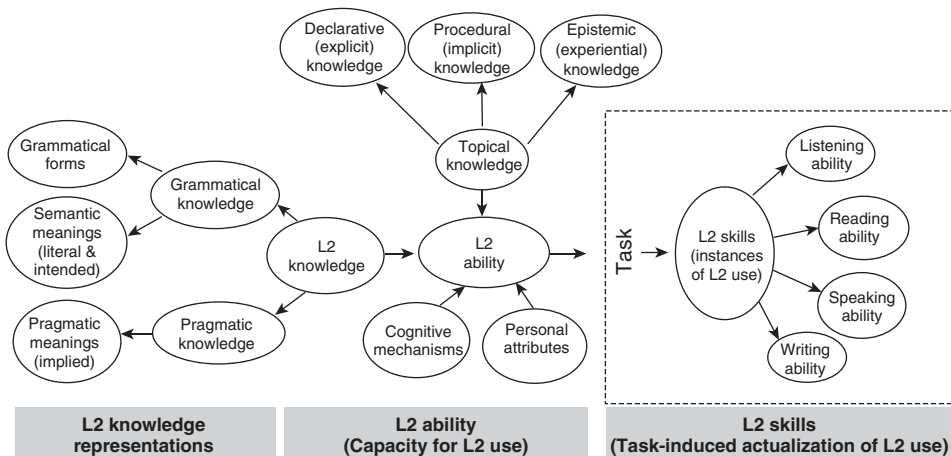 Declarative
(explicit)
knowledge
Procedural
(implicit)
knowledge
Epistemic
(experiential)
knowledge
Topical
knowledge
Grammatical
forms
Grammatical
knowledge
Semantic
meanings
(literal &
intended)
L2
knowledge
Pragmatic
meanings
(implied)
Pragmatic
knowledge
L2
ability
Cognitive
mechanisms
Personal
attributes
Task
L2 skills
(instances
of L2 use)
Listening
ability
Reading
ability
Speaking
ability
Writing
ability
L2 knowledge
representations
L2 ability
(Capacity for L2 use)
L2 skills
(Task-induced actualization of L2 use)